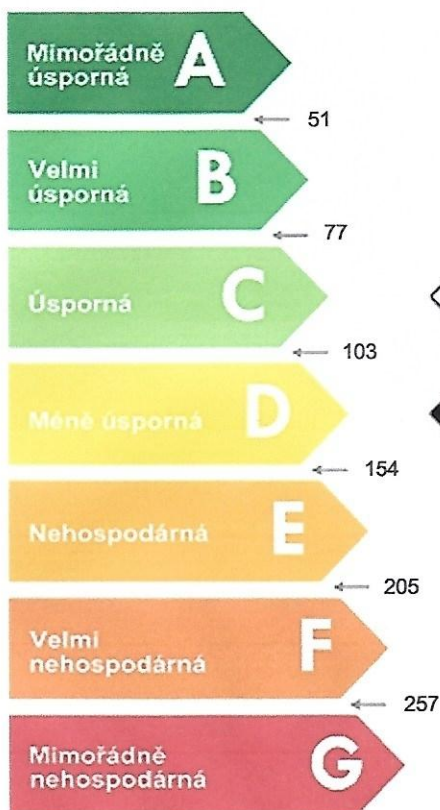 Mimořádně
úsporná A
51
Velmi
úsporná B
77
Úsporná C
103
Méně úsporná D
154
Nehospodárná E
205
Velmi
nehospodárná F
257
Mimořádně
nehospodárná G